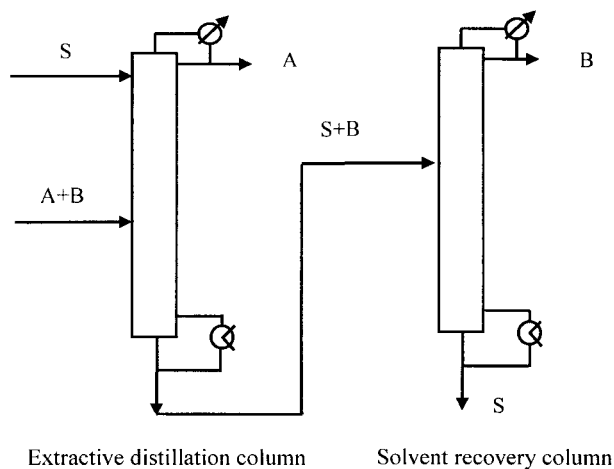 S
A
B
S+B
A+B
S
Extractive distillation column
Solvent recovery column